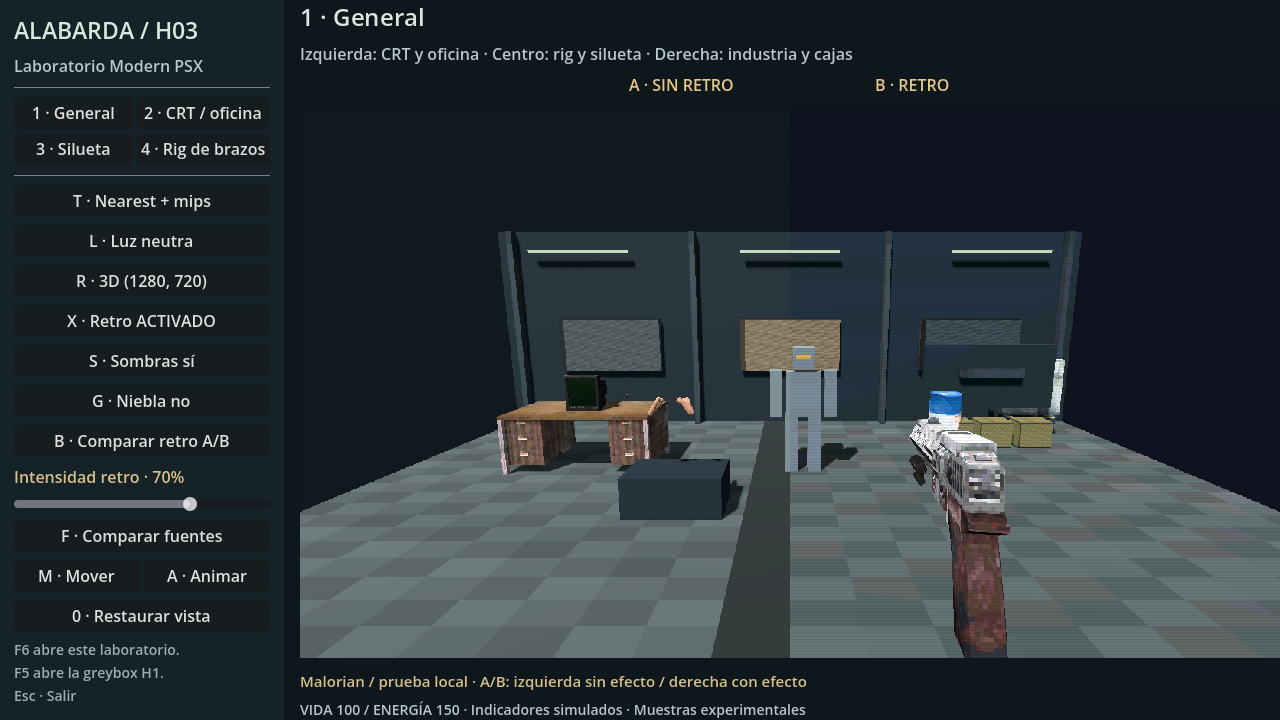 ALABARDA / H03
Laboratorio Modern PSX
1 · General
2 · CRT / oficina
3 · Silueta
4 · Rig de brazos
T · Nearest + mips
L · Luz neutra
R · 3D (1280, 720)
X · Retro ACTIVADO
S · Sombras sí
G · Niebla no
B · Comparar retro A/B
Intensidad retro · 70%
F · Comparar fuentes
M · Mover
A · Animar
0 · Restaurar vista
F6 abre este laboratorio.
F5 abre la greybox H1.
Esc · Salir
1 · General
Izquierda: CRT y oficina · Centro: rig y silueta · Derecha: industria y cajas
A · SIN RETRO
B · RETRO
Malorian / prueba local · A/B: izquierda sin efecto / derecha con efecto
VIDA 100 / ENERGÍA 150 · Indicadores simulados · Muestras experimentales